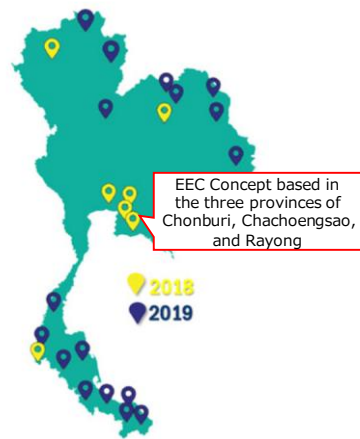 EEC Concept based in
the three provinces of
Chonburi, Chachoengsao,
and Rayong
2018
2019